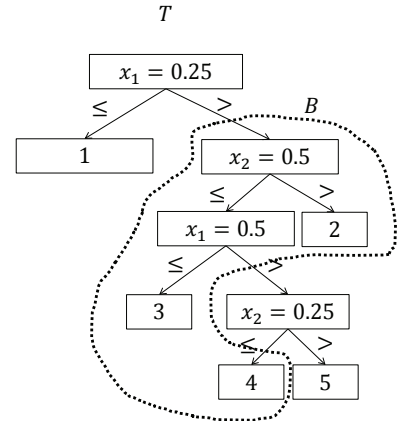 T
x₁ = 0.25
≤ >
B
1
x₂ = 0.5
≤ >
x₁ = 0.5
2
≤ >
3
x₂ = 0.25
≤ >
4
5